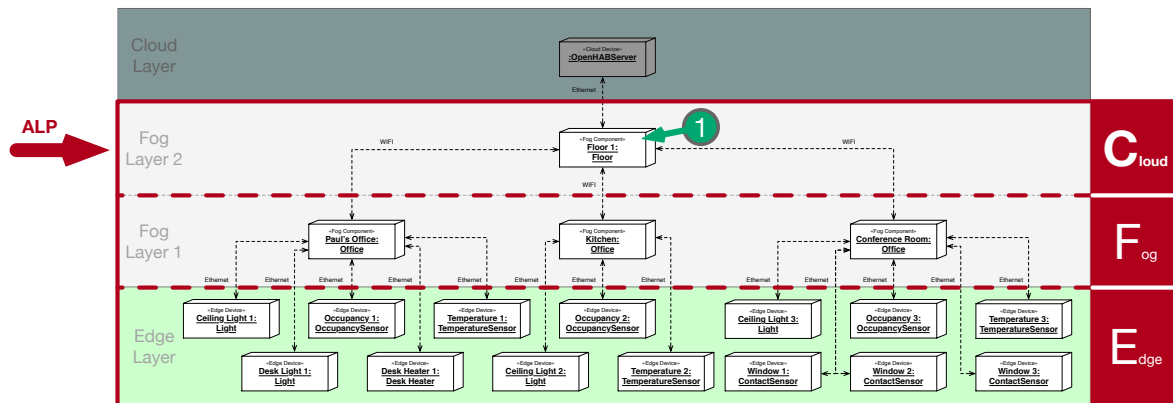 Cloud
Layer
«Cloud Device»
:OpenHABServer
Ethernet
ALP
Fog
Layer 2
«Fog Component»
Floor 1:
Floor
1
WIFI
WIFI
WIFI
Cloud
Fog
Layer 1
«Fog Component»
Paul's Office:
Office
«Fog Component»
Kitchen:
Office
«Fog Component»
Conference Room:
Office
Fog
Ethernet
Ethernet
Ethernet
Ethernet
Ethernet
Ethernet
Ethernet
Ethernet
Ethernet
Ethernet
Ethernet
Ethernet
Edge
Layer
«Edge Device»
Ceiling Light 1:
Light
«Edge Device»
Occupancy 1:
OccupancySensor
«Edge Device»
Temperature 1:
TemperatureSensor
«Edge Device»
Occupancy 2:
OccupancySensor
«Edge Device»
Ceiling Light 3:
Light
«Edge Device»
Occupancy 3:
OccupancySensor
«Edge Device»
Temperature 3:
TemperatureSensor
«Edge Device»
Desk Light 1:
Light
«Edge Device»
Desk Heater 1:
Desk Heater
«Edge Device»
Ceiling Light 2:
Light
«Edge Device»
Temperature 2:
TemperatureSensor
«Edge Device»
Window 1:
ContactSensor
«Edge Device»
Window 2:
ContactSensor
«Edge Device»
Window 3:
ContactSensor
Edge